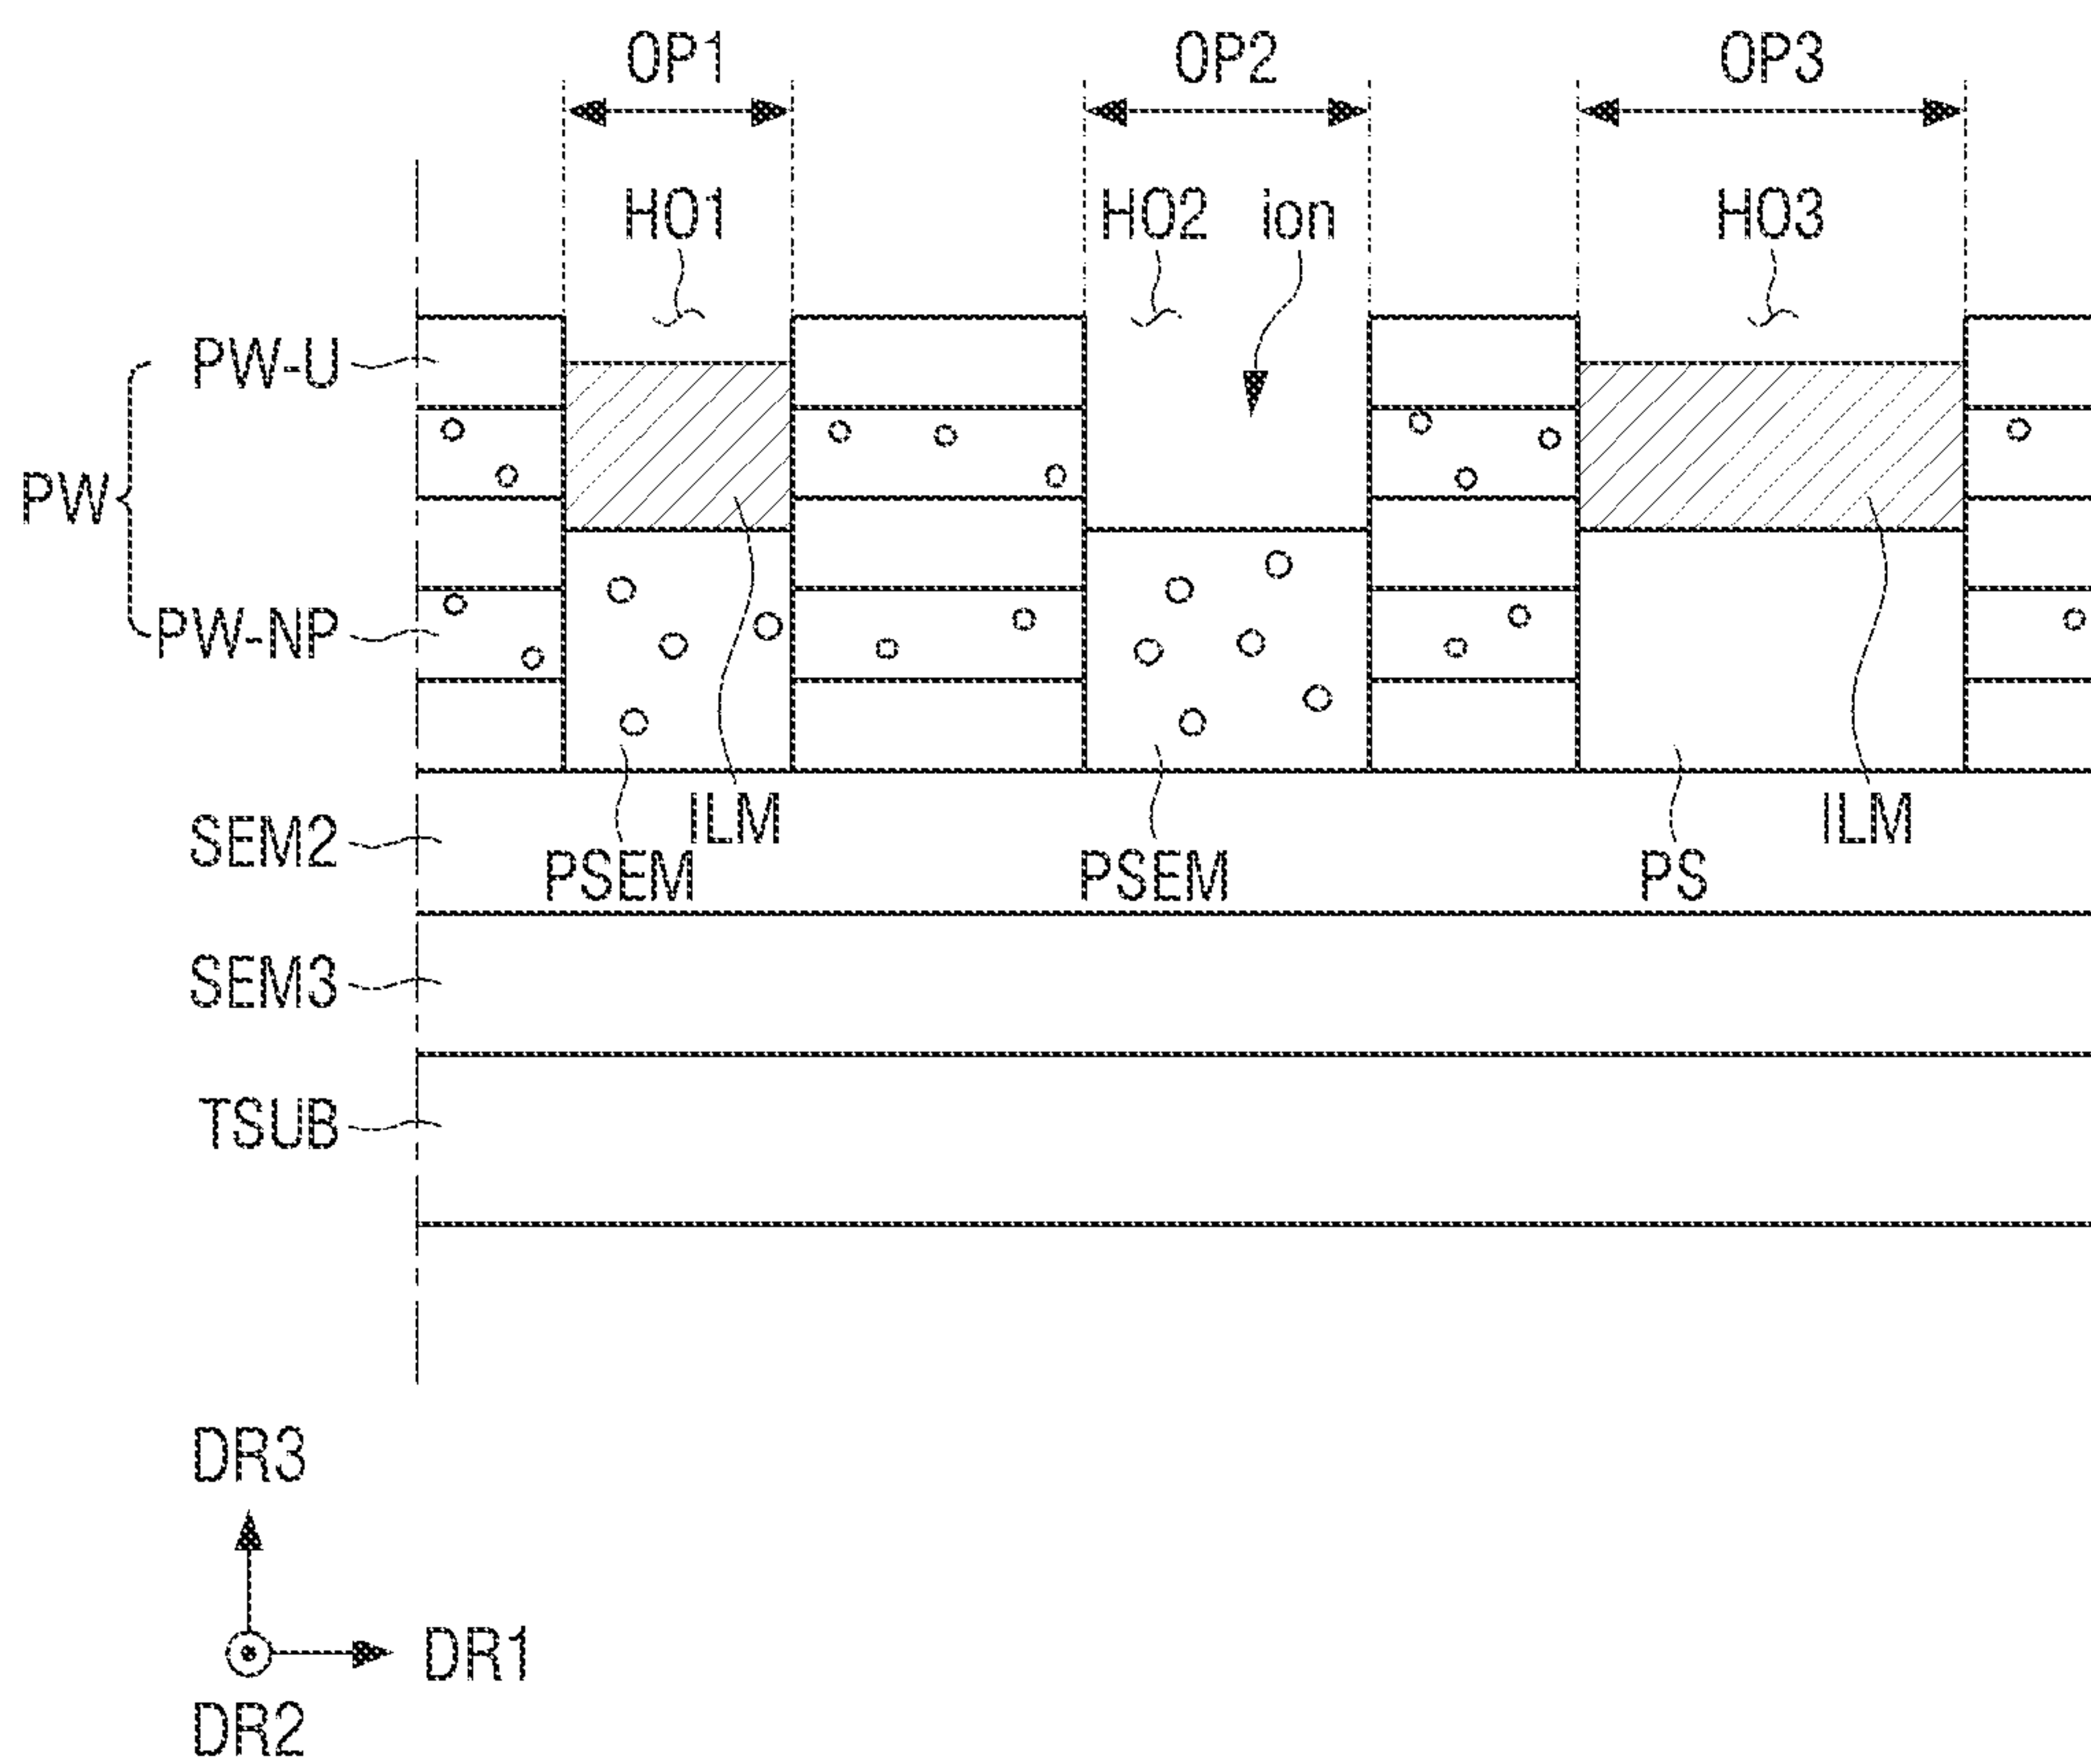 OP1 OP2 OP3
HO1 HO2 ion HO3
PW-U
PW
PW-NP
ILM ILM
SEM2
PSEM PSEM PS
SEM3
TSUB
DR3
DR1
DR2